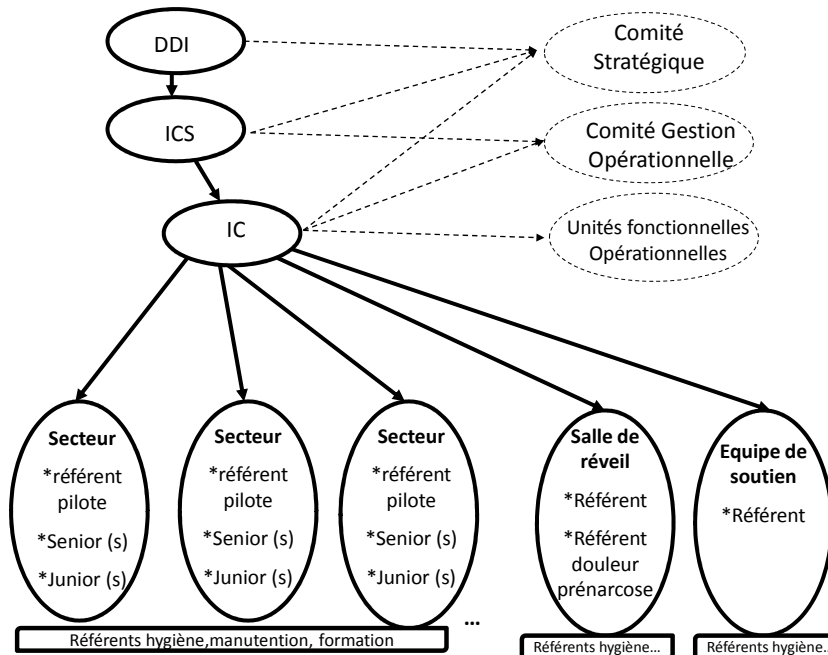 DDI
Comité
Stratégique
ICS
Comité Gestion
Opérationnelle
IC
Unités fonctionnelles
Opérationnelles
Secteur
*référent
pilote
*Senior (s)
*Junior (s)
Secteur
*référent
pilote
*Senior (s)
*Junior (s)
Secteur
*référent
pilote
*Senior (s)
*Junior (s)
Salle de
réveil
*Référent
*Référent
douleur
prénarcose
Equipe de
soutien
*Référent
...
Référents hygiène,manutention, formation
Référents hygiène...
Référents hygiène...